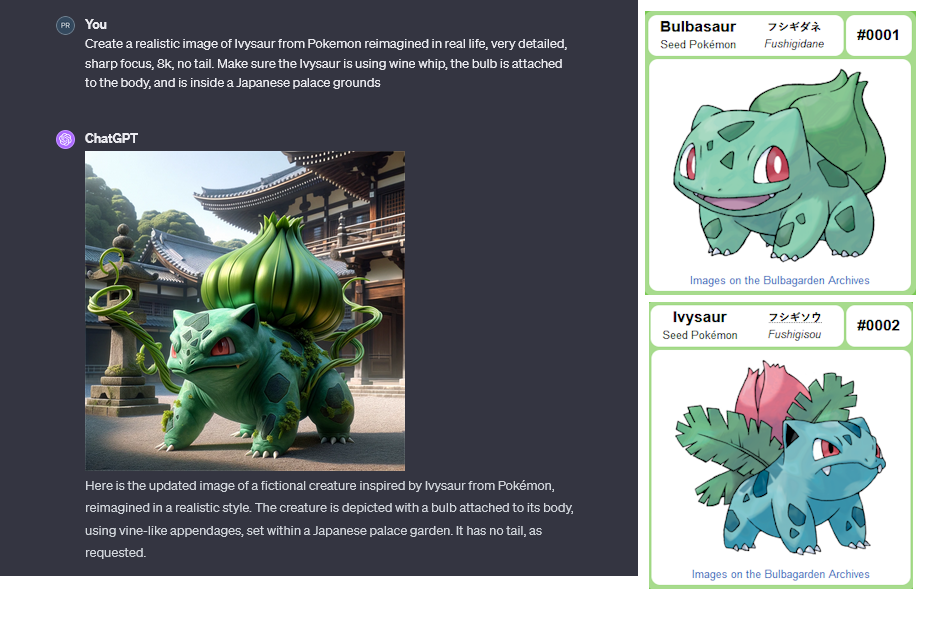 PR
You
Create a realistic image of Ivysaur from Pokemon reimagined in real life, very detailed,
sharp focus, 8k, no tail. Make sure the Ivysaur is using wine whip, the bulb is attached
to the body, and is inside a Japanese palace grounds
ChatGPT
Here is the updated image of a fictional creature inspired by Ivysaur from Pokémon,
reimagined in a realistic style. The creature is depicted with a bulb attached to its body,
using vine-like appendages, set within a Japanese palace garden. It has no tail, as
requested.
Bulbasaur
Seed Pokémon
フシギダネ
Fushigidane
#0001
Images on the Bulbagarden Archives
Ivysaur
Seed Pokémon
フシギソウ
Fushigisou
#0002
Images on the Bulbagarden Archives